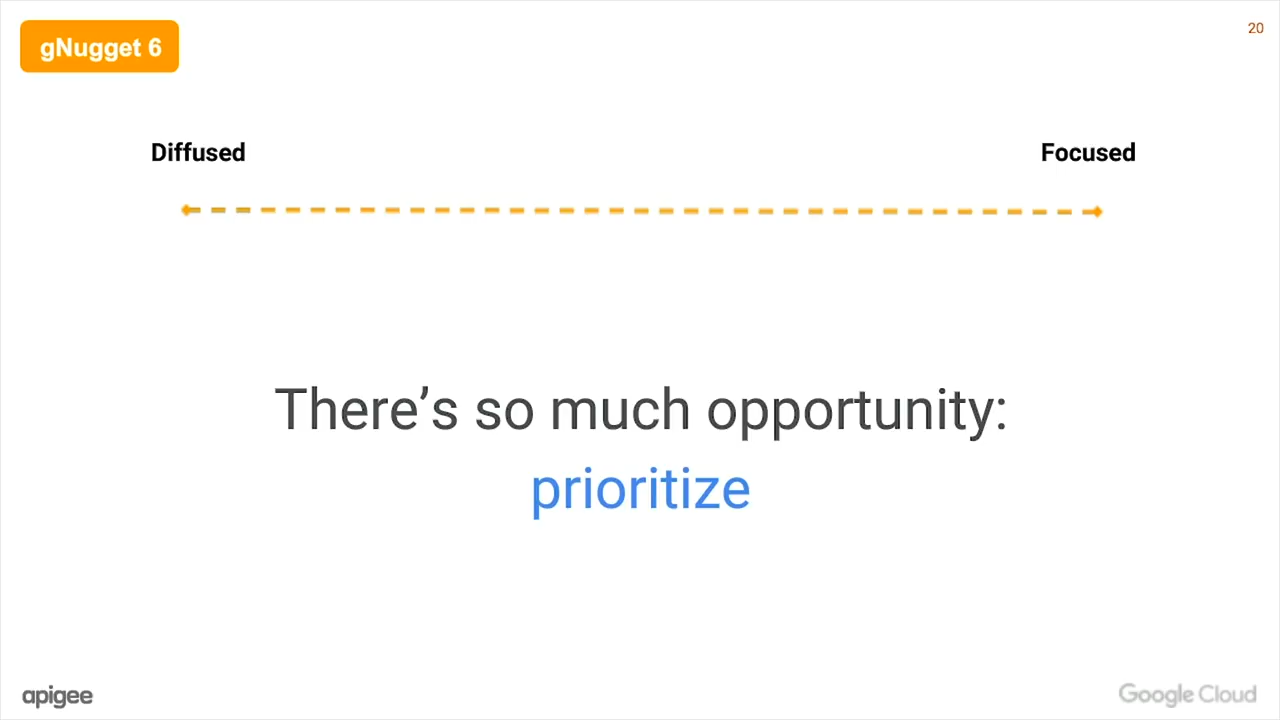 gNugget 6
20
Diffused
Focused
There’s so much opportunity:
prioritize
apigee
Google Cloud